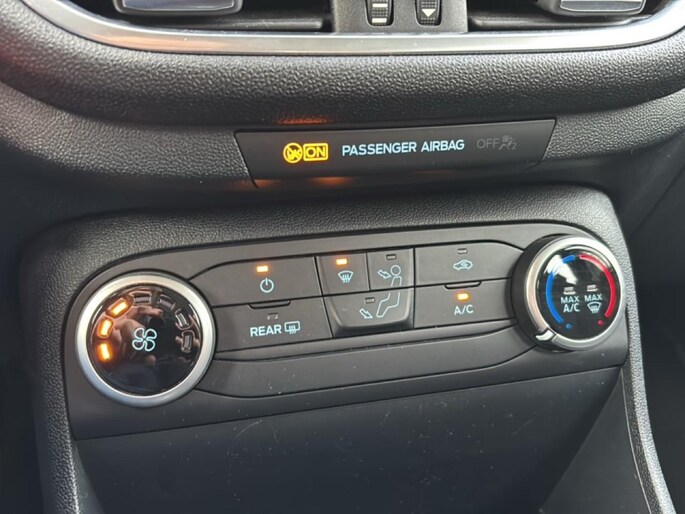 ON PASSENGER AIRBAG OFF
REAR
A/C
MAX
A/C
MAX